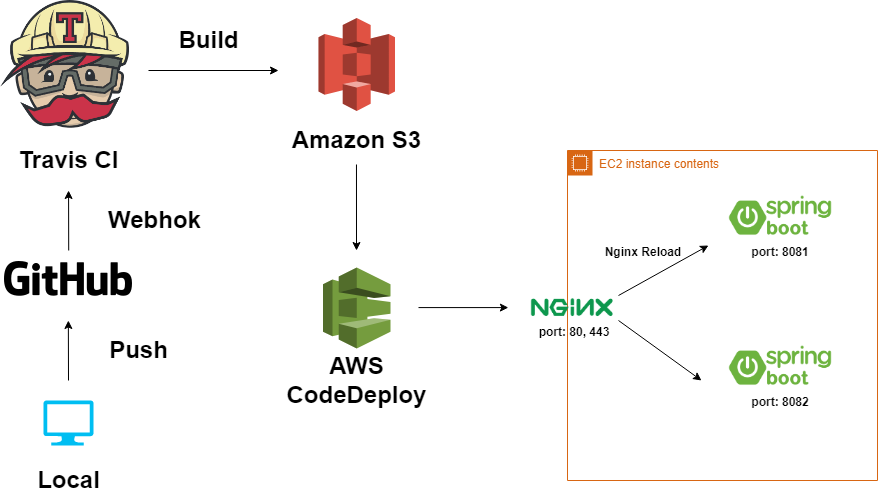 T
Build
Travis CI
Amazon S3
Webhok
GitHub
Push
Local
AWS
CodeDeploy
EC2 instance contents
NGINX
port: 80, 443
Nginx Reload
spring
boot
port: 8081
spring
boot
port: 8082